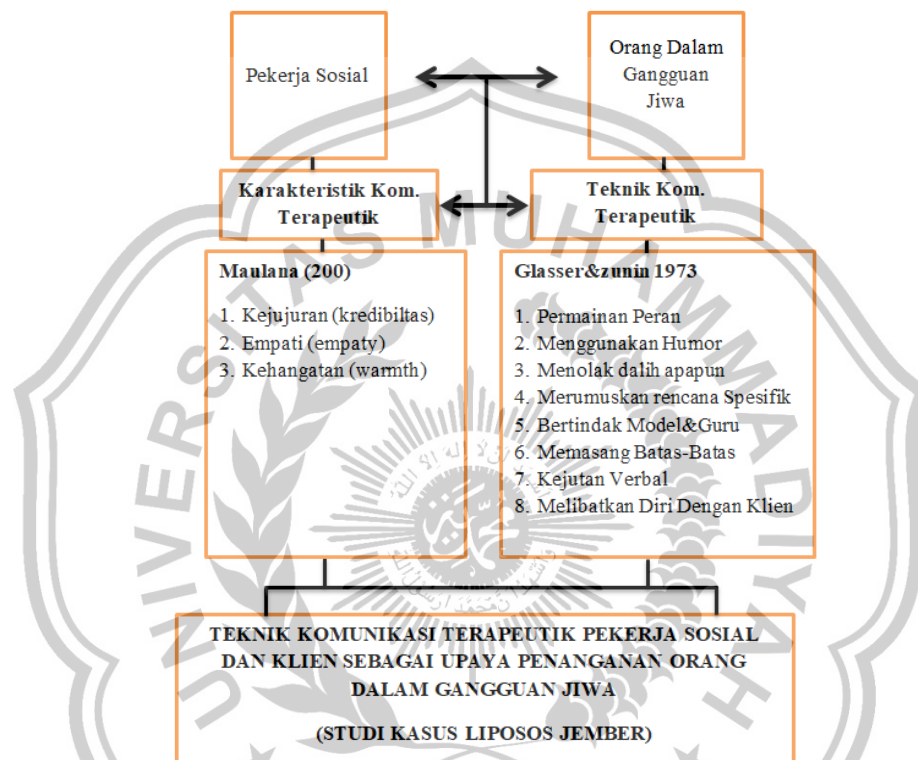 Pekerja Sosial
Orang Dalam
Gangguan
Jiwa
Karakteristik Kom.
Terapeutik
Teknik Kom.
Terapeutik
Maulana (200)
1. Kejujuran (kredibiltas)
2. Empati (empaty)
3. Kehangatan (warmth)
Glasser&zunin 1973
1. Permainan Peran
2. Menggunakan Humor
3. Menolak dalih apapun
4. Merumuskan rencana Spesifik
5. Bertindak Model&Guru
6. Memasang Batas-Batas
7. Kejutan Verbal
8. Melibatkan Diri Dengan Klien
TEKNIK KOMUNIKASI TERAPEUTIK PEKERJA SOSIAL
DAN KLIEN SEBAGAI UPAYA PENANGANAN ORANG
DALAM GANGGUAN JIWA
(STUDI KASUS LIPOSOS JEMBER)
UNIVERSITAS MUHAMMADIYAH